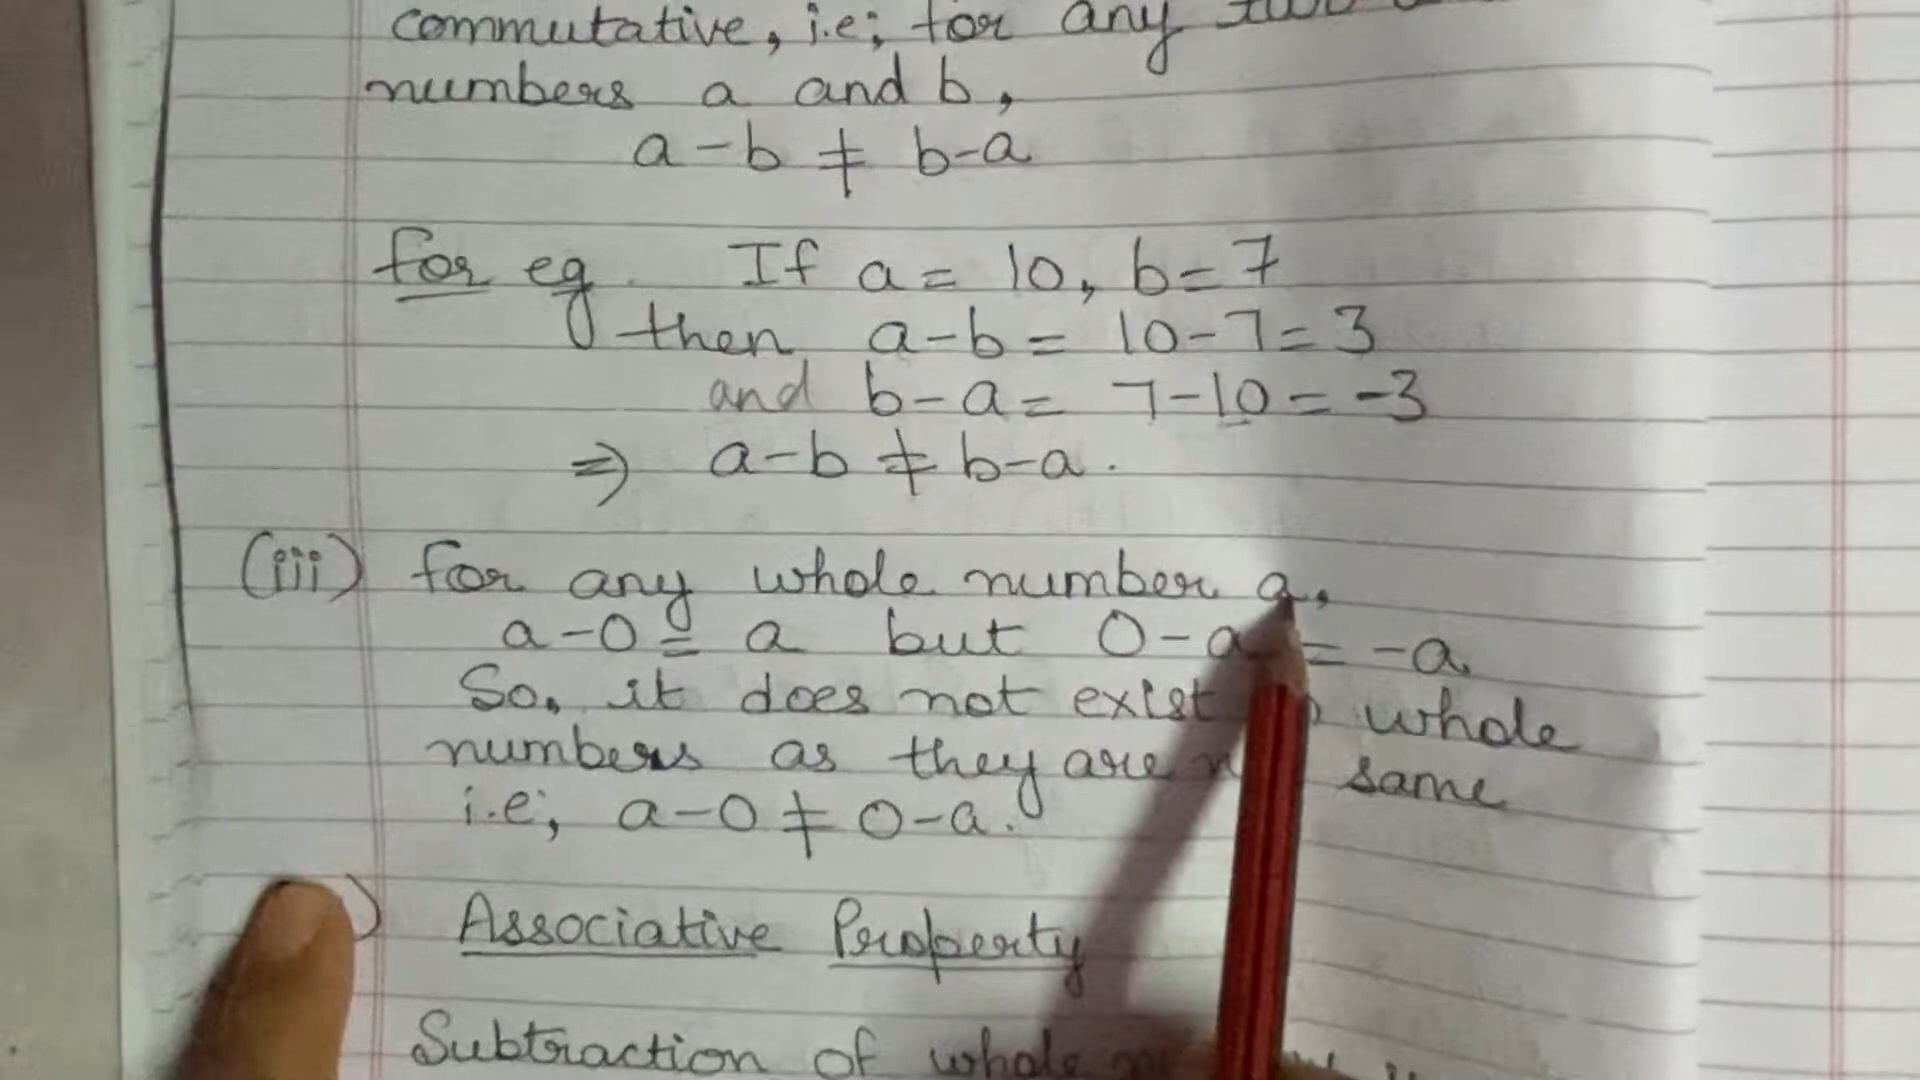 commutative, i.e; for any two
numbers a and b,
a-b ≠ b-a
for eg. If a= 10, b=7
then a-b= 10-7=3
and b-a= 7-10=-3
⇒ a-b ≠ b-a.
(iii) for any whole number a,
a-0= a but 0-a = -a.
So, it does not exist whole
numbers as they are same
i.e; a-0 ≠ 0-a.
) Associative Property
Subtraction of whole